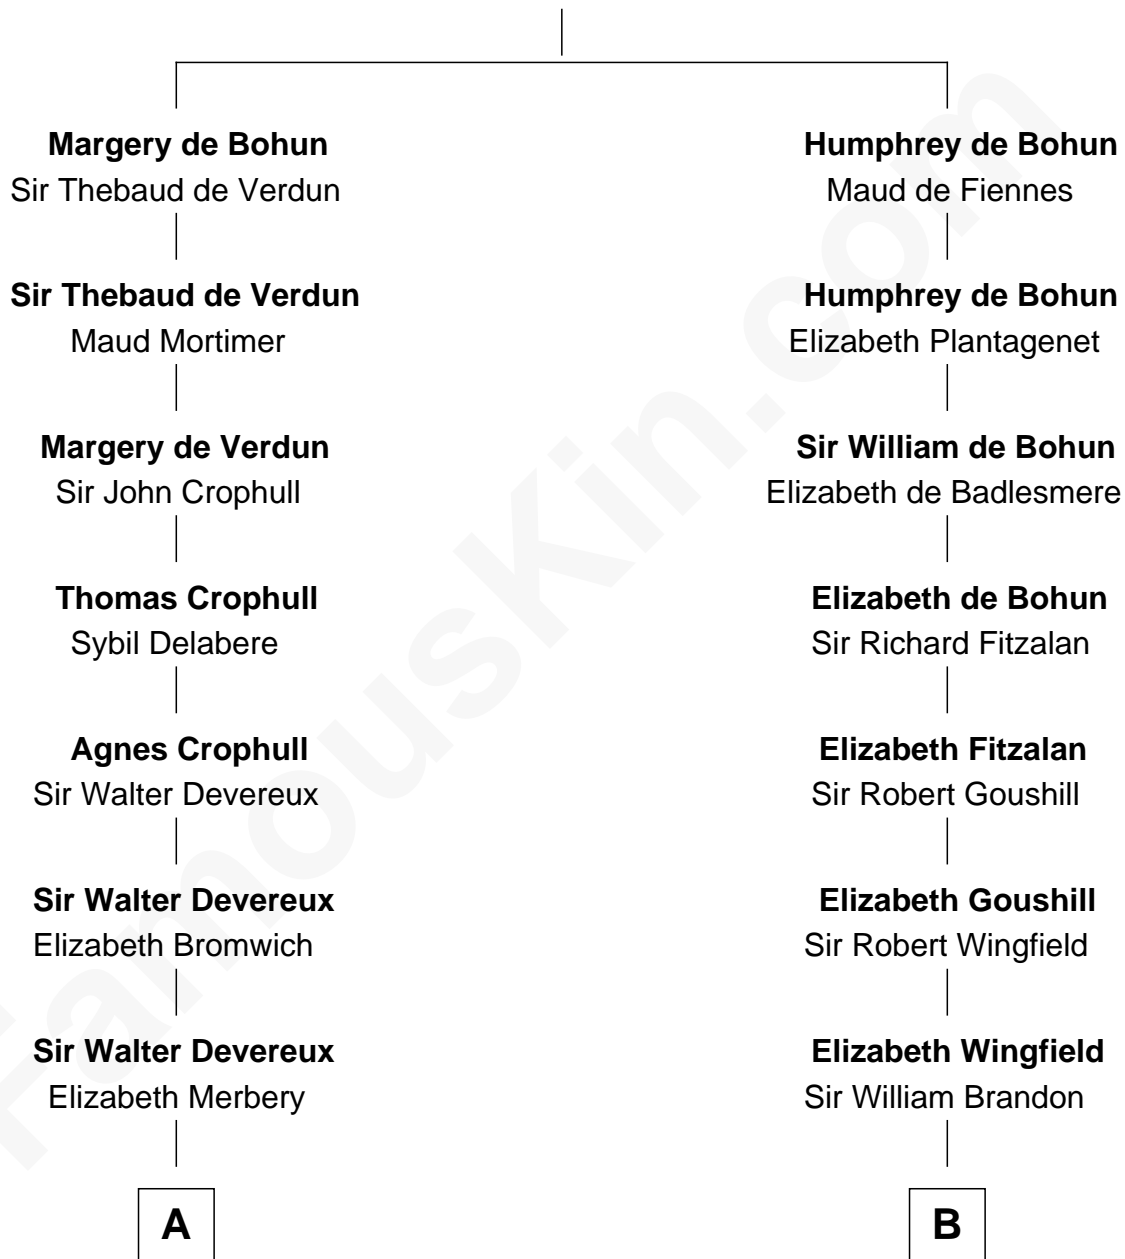 Margery de Bohun
Sir Thebaud de Verdun
Sir Thebaud de Verdun
Maud Mortimer
Margery de Verdun
Sir John Crophull
Thomas Crophull
Sybil Delabere
Agnes Crophull
Sir Walter Devereux
Sir Walter Devereux
Elizabeth Bromwich
Sir Walter Devereux
Elizabeth Merbery
A
Humphrey de Bohun
Maud de Fiennes
Humphrey de Bohun
Elizabeth Plantagenet
Sir William de Bohun
Elizabeth de Badlesmere
Elizabeth de Bohun
Sir Richard Fitzalan
Elizabeth Fitzalan
Sir Robert Goushill
Elizabeth Goushill
Sir Robert Wingfield
Elizabeth Wingfield
Sir William Brandon
B
FamousKin.com